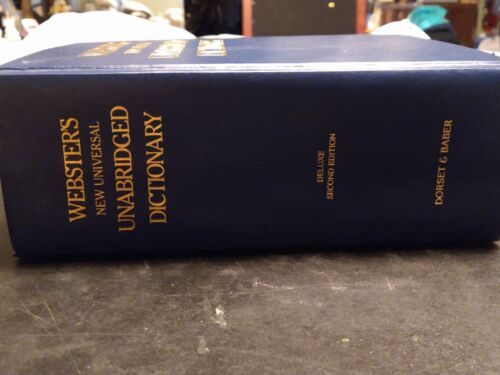 WEBSTER'S
NEW UNIVERSAL
UNABRIDGED
DICTIONARY
DELUXE
SECOND EDITION
DORSET & BABER